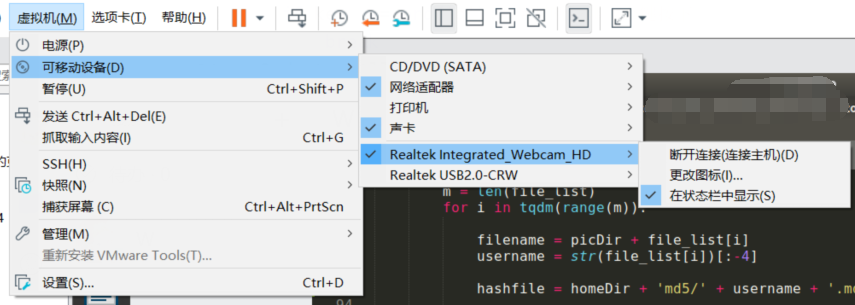 虚拟机(M) 选项卡(T) 帮助(H)
电源(P)
可移动设备(D)
暂停(U) Ctrl+Shift+P
发送 Ctrl+Alt+Del(E)
抓取输入内容(I) Ctrl+G
SSH(H)
快照(N)
捕获屏幕 (C) Ctrl+Alt+PrtScn
管理(M)
重新安装 VMware Tools(T)...
设置(S)... Ctrl+D
CD/DVD (SATA)
网络适配器
打印机
声卡
Realtek Integrated_Webcam_HD
Realtek USB2.0-CRW
断开连接(连接主机)(D)
更改图标(I)...
在状态栏中显示(S)
m = len(file_list)
for i in tqdm(range(m)):
filename = picDir + file_list[i]
username = str(file_list[i])[:-4]
hashfile = homeDir + 'md5/' + username + '.md
94